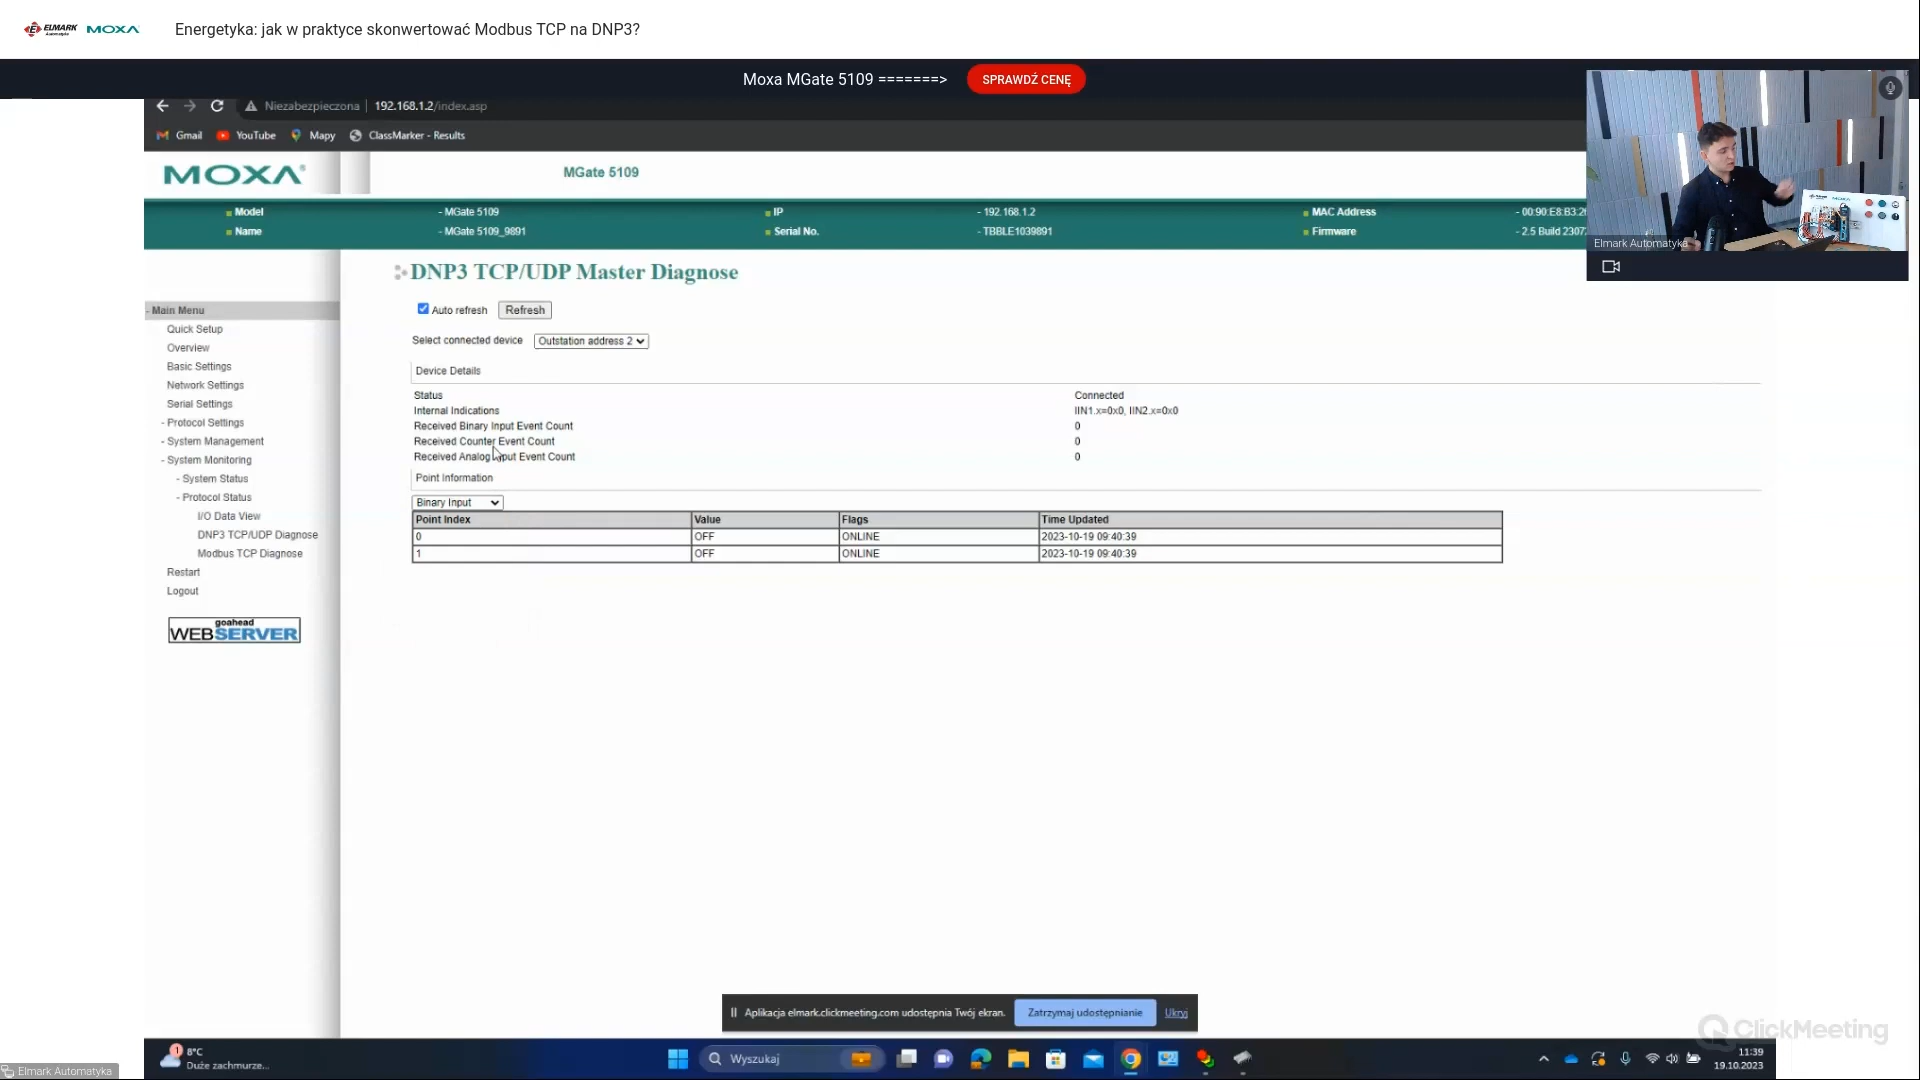 ELMARK Automatyka MOXA Energetyka: jak w praktyce skonwertować Modbus TCP na DNP3?
Moxa MGate 5109 =======> SPRAWDŹ CENĘ
Niezabezpieczona | 192.168.1.2/index.asp
Gmail YouTube Mapy ClassMarker - Results
MOXA® MGate 5109
Model - MGate 5109 IP - 192.168.1.2 MAC Address - 00:90:E8:B3:2
Name - MGate 5109_9891 Serial No. - TBBLE1039891 Firmware - 2.5 Build 2307
Elmark Automatyka
DNP3 TCP/UDP Master Diagnose
Auto refresh Refresh
Select connected device Outstation address 2
Device Details
Status Connected
Internal Indications IIN1.x=0x0, IIN2.x=0x0
Received Binary Input Event Count 0
Received Counter Event Count 0
Received Analog Input Event Count 0
Point Information
Binary Input
Point Index Value Flags Time Updated
0 OFF ONLINE 2023-10-19 09:40:39
1 OFF ONLINE 2023-10-19 09:40:39
- Main Menu
Quick Setup
Overview
Basic Settings
Network Settings
Serial Settings
- Protocol Settings
- System Management
- System Monitoring
- System Status
- Protocol Status
I/O Data View
DNP3 TCP/UDP Diagnose
Modbus TCP Diagnose
Restart
Logout
goahead
WEBSERVER
Aplikacja elmark.clickmeeting.com udostępnia Twój ekran. Zatrzymaj udostępnianie Ukryj
ClickMeeting
1 8°C
Duże zachmurze...
Wyszukaj
11:39
19.10.2023
Elmark Automatyka